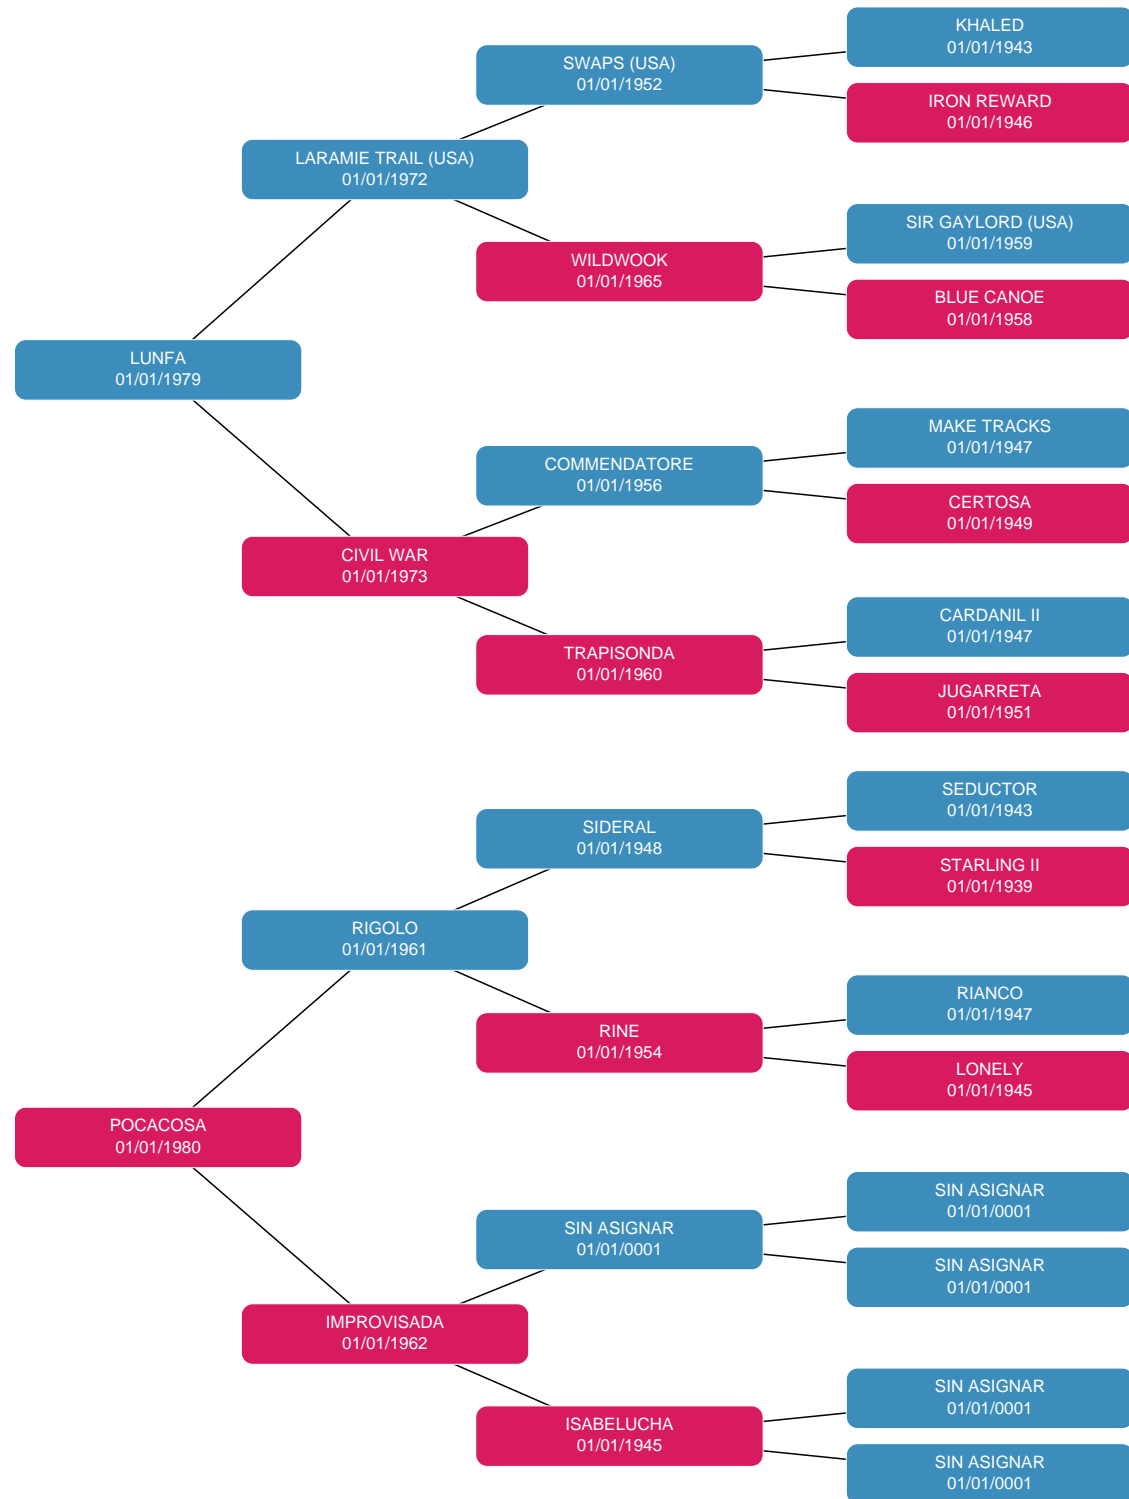 KHALED
01/01/1943
SWAPS (USA)
01/01/1952
IRON REWARD
01/01/1946
LARAMIE TRAIL (USA)
01/01/1972
SIR GAYLORD (USA)
01/01/1959
WILDWOOK
01/01/1965
BLUE CANOE
01/01/1958
LUNFA
01/01/1979
MAKE TRACKS
01/01/1947
COMMENDATORE
01/01/1956
CERTOSA
01/01/1949
CIVIL WAR
01/01/1973
CARDANIL II
01/01/1947
TRAPISONDA
01/01/1960
JUGARRETA
01/01/1951
SEDUCTOR
01/01/1943
SIDERAL
01/01/1948
STARLING II
01/01/1939
RIGOLO
01/01/1961
RIANCO
01/01/1947
RINE
01/01/1954
LONELY
01/01/1945
POCACOSA
01/01/1980
SIN ASIGNAR
01/01/0001
SIN ASIGNAR
01/01/0001
SIN ASIGNAR
01/01/0001
IMPROVISADA
01/01/1962
SIN ASIGNAR
01/01/0001
ISABELUCHA
01/01/1945
SIN ASIGNAR
01/01/0001